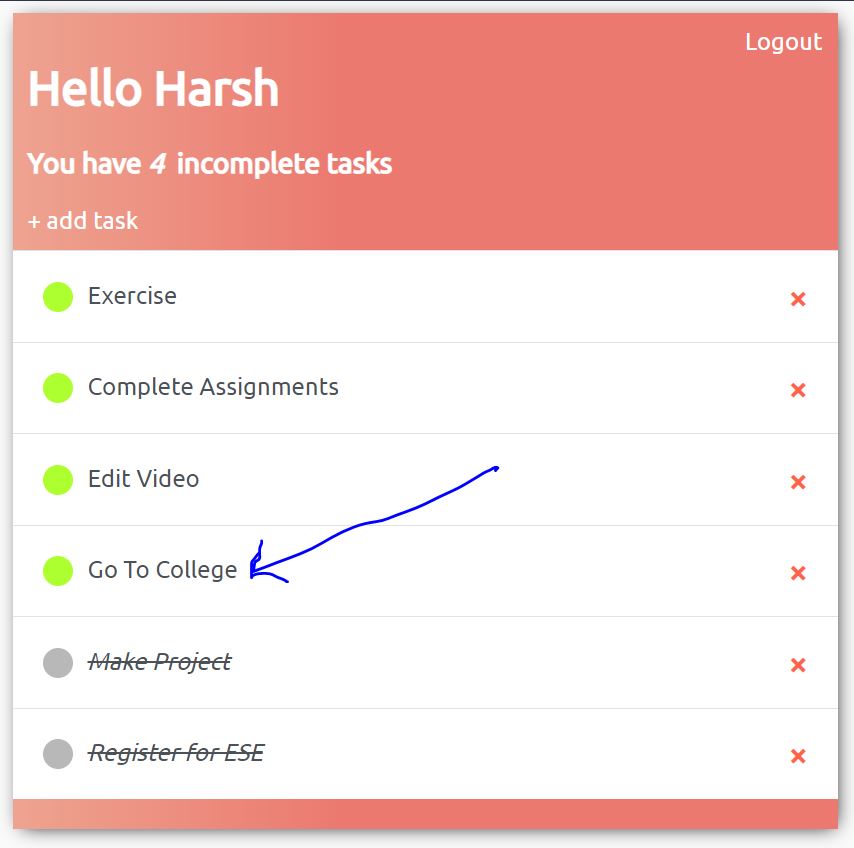 Logout
Hello Harsh
You have 4 incomplete tasks
+ add task
Exercise ×
Complete Assignments ×
Edit Video ×
Go To College ×
Make Project ×
Register for ESE ×